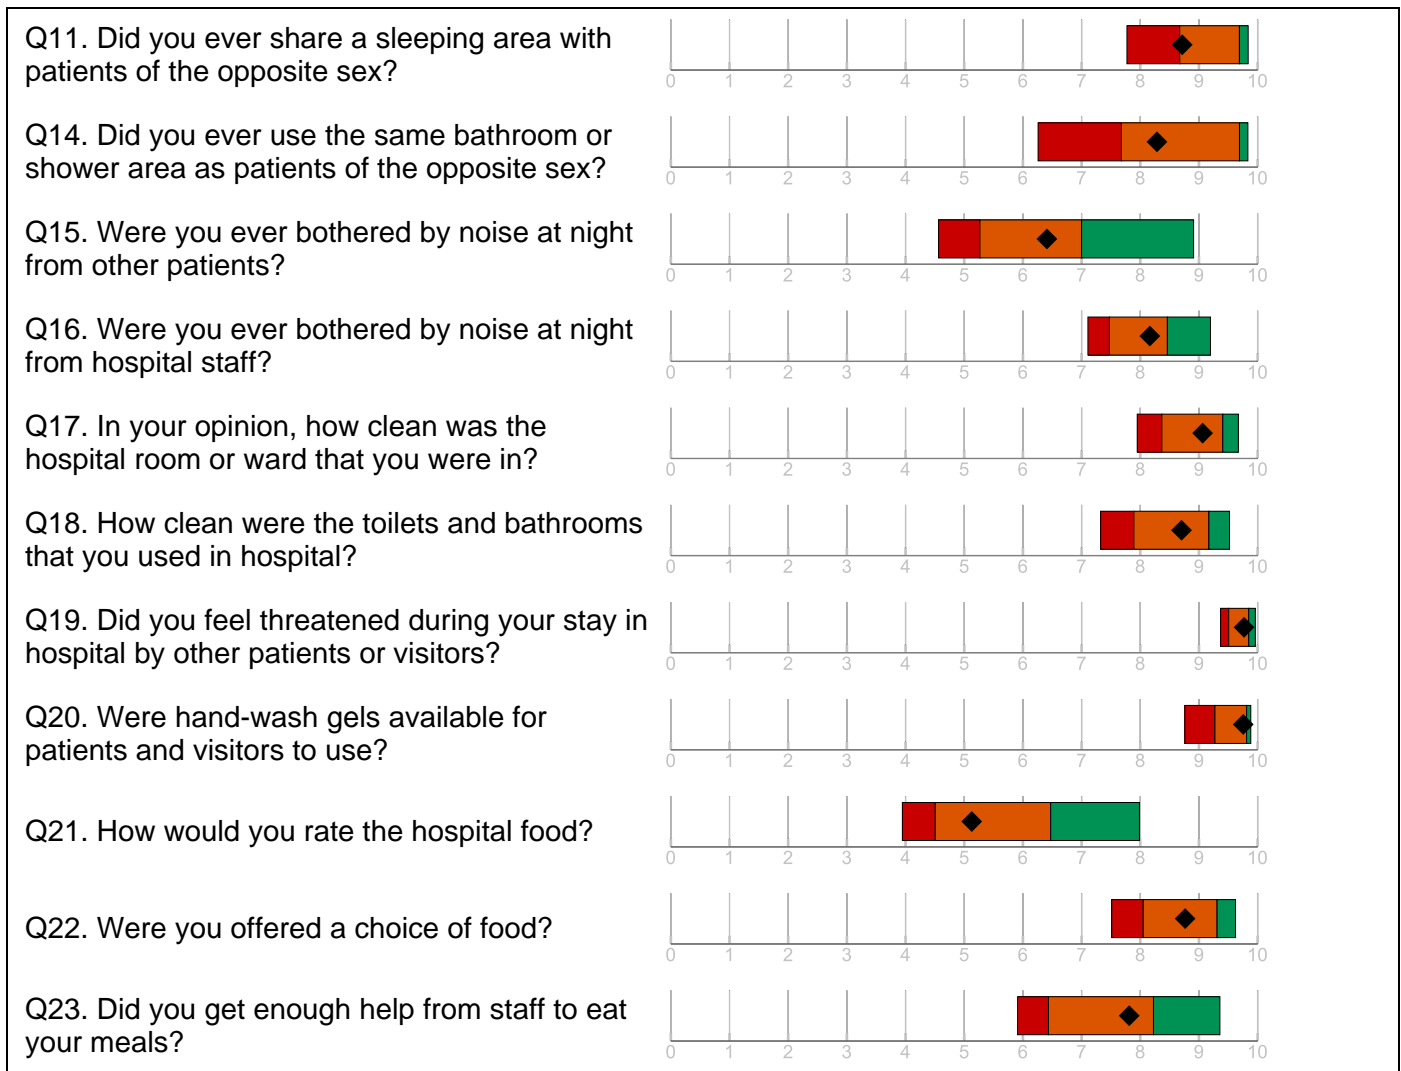 Q11. Did you ever share a sleeping area with
patients of the opposite sex?
0 1 2 3 4 5 6 7 8 9 10
Q14. Did you ever use the same bathroom or
shower area as patients of the opposite sex?
0 1 2 3 4 5 6 7 8 9 10
Q15. Were you ever bothered by noise at night
from other patients?
0 1 2 3 4 5 6 7 8 9 10
Q16. Were you ever bothered by noise at night
from hospital staff?
0 1 2 3 4 5 6 7 8 9 10
Q17. In your opinion, how clean was the
hospital room or ward that you were in?
0 1 2 3 4 5 6 7 8 9 10
Q18. How clean were the toilets and bathrooms
that you used in hospital?
0 1 2 3 4 5 6 7 8 9 10
Q19. Did you feel threatened during your stay in
hospital by other patients or visitors?
0 1 2 3 4 5 6 7 8 9 10
Q20. Were hand-wash gels available for
patients and visitors to use?
0 1 2 3 4 5 6 7 8 9 10
Q21. How would you rate the hospital food?
0 1 2 3 4 5 6 7 8 9 10
Q22. Were you offered a choice of food?
0 1 2 3 4 5 6 7 8 9 10
Q23. Did you get enough help from staff to eat
your meals?
0 1 2 3 4 5 6 7 8 9 10